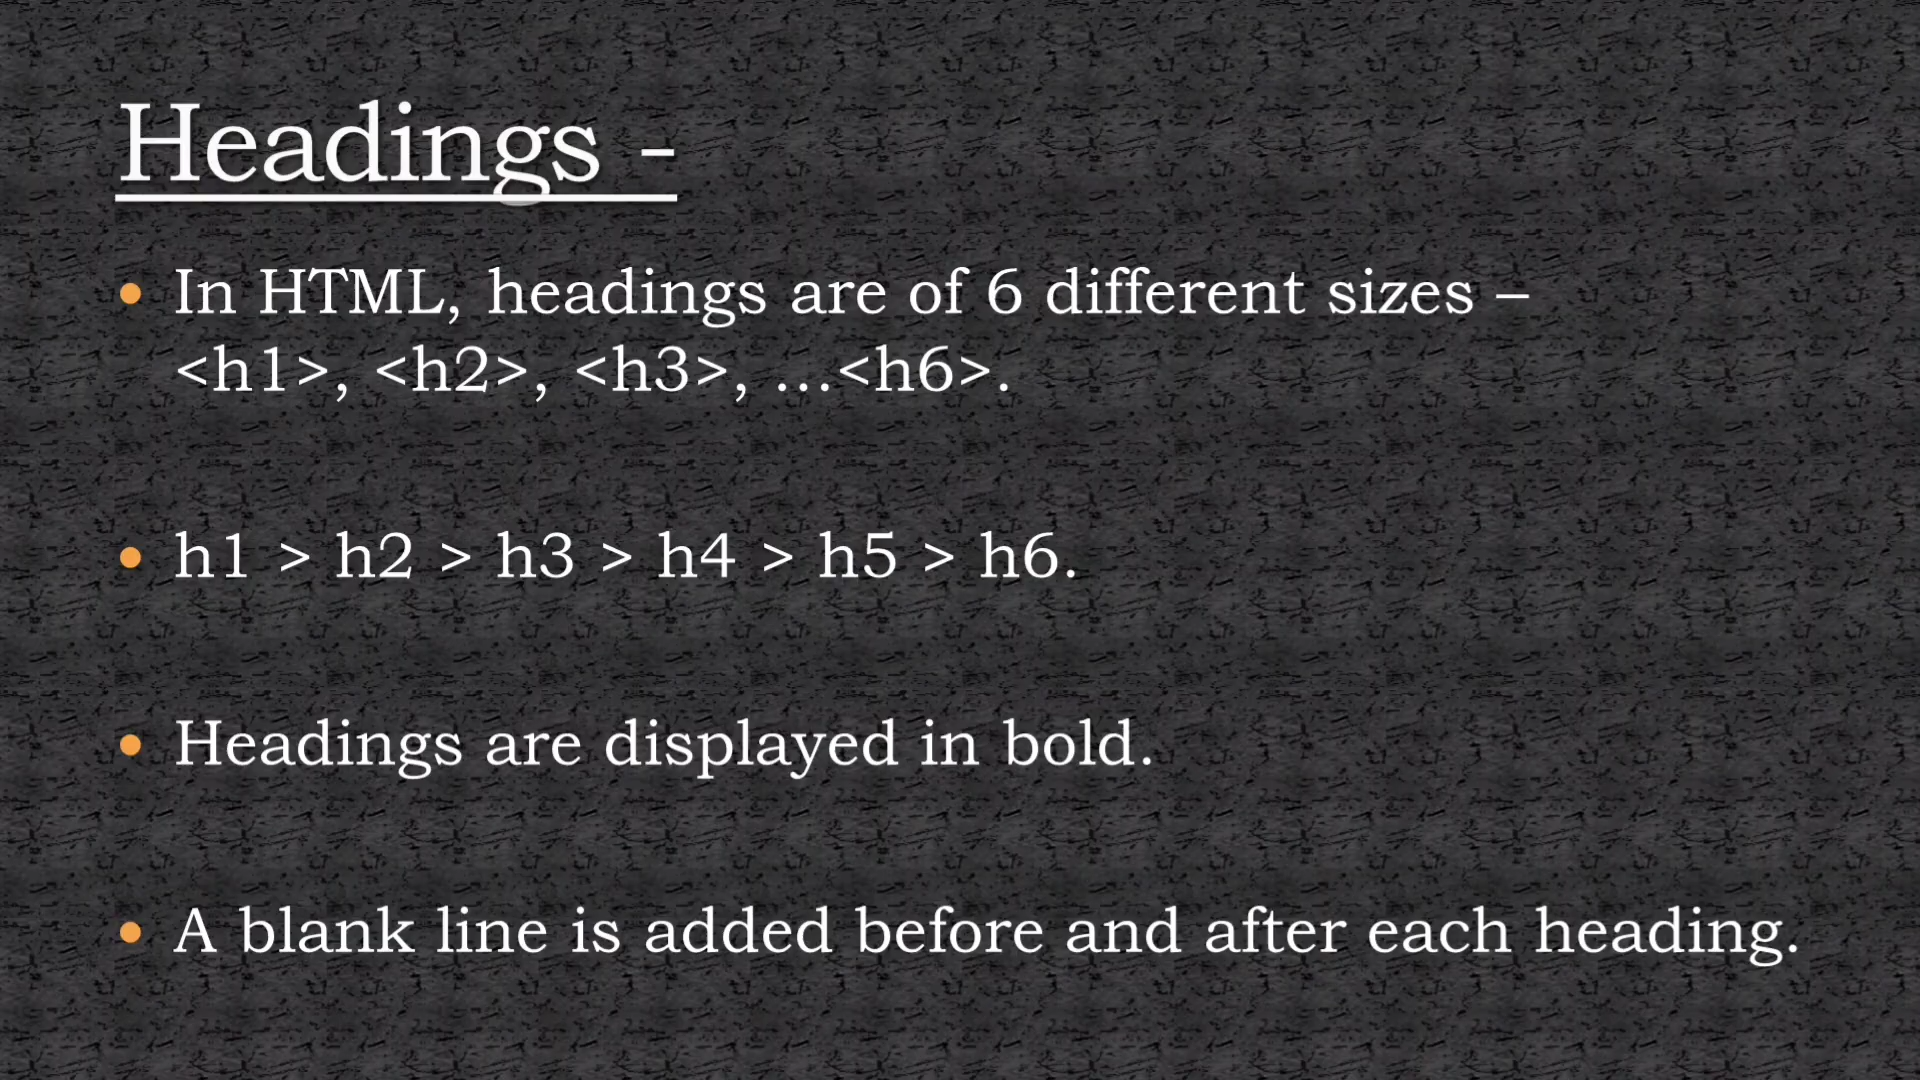 Headings -
• In HTML, headings are of 6 different sizes –
<h1>, <h2>, <h3>, …<h6>.
• h1 > h2 > h3 > h4 > h5 > h6.
• Headings are displayed in bold.
• A blank line is added before and after each heading.